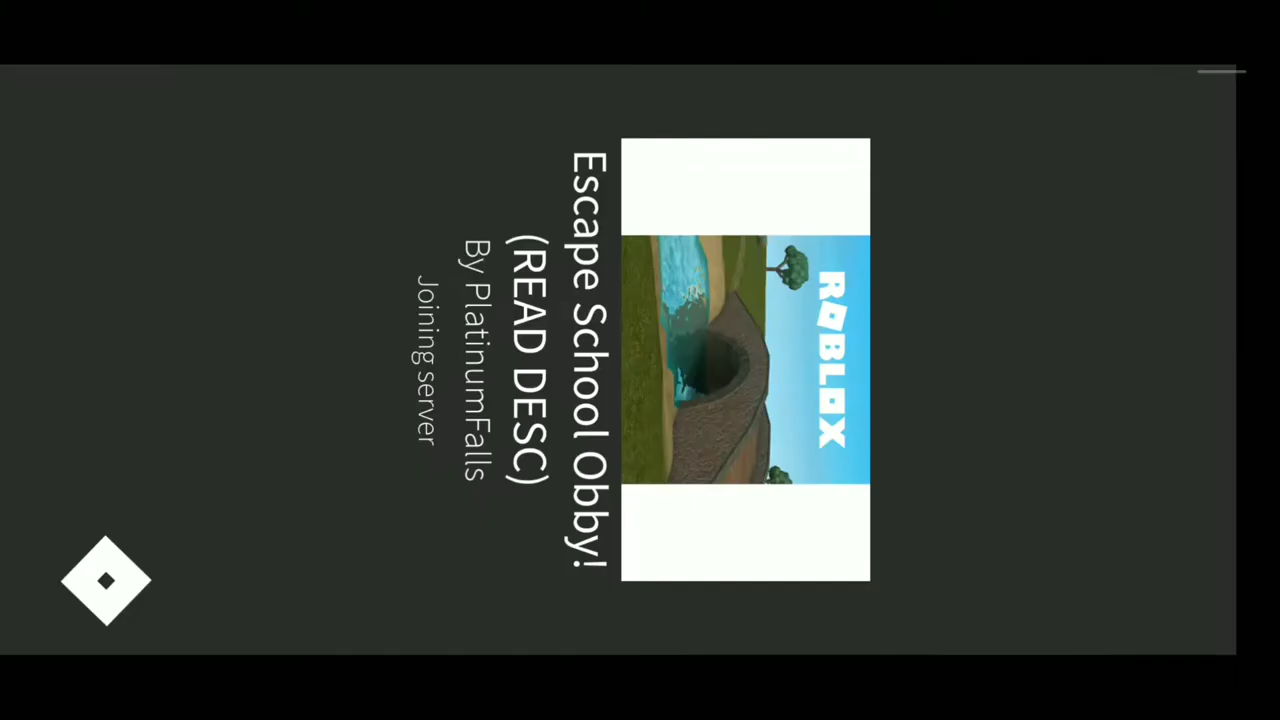 ROBLOX
Escape School Obby!
(READ DESC)
By PlatinumFalls
Joining server